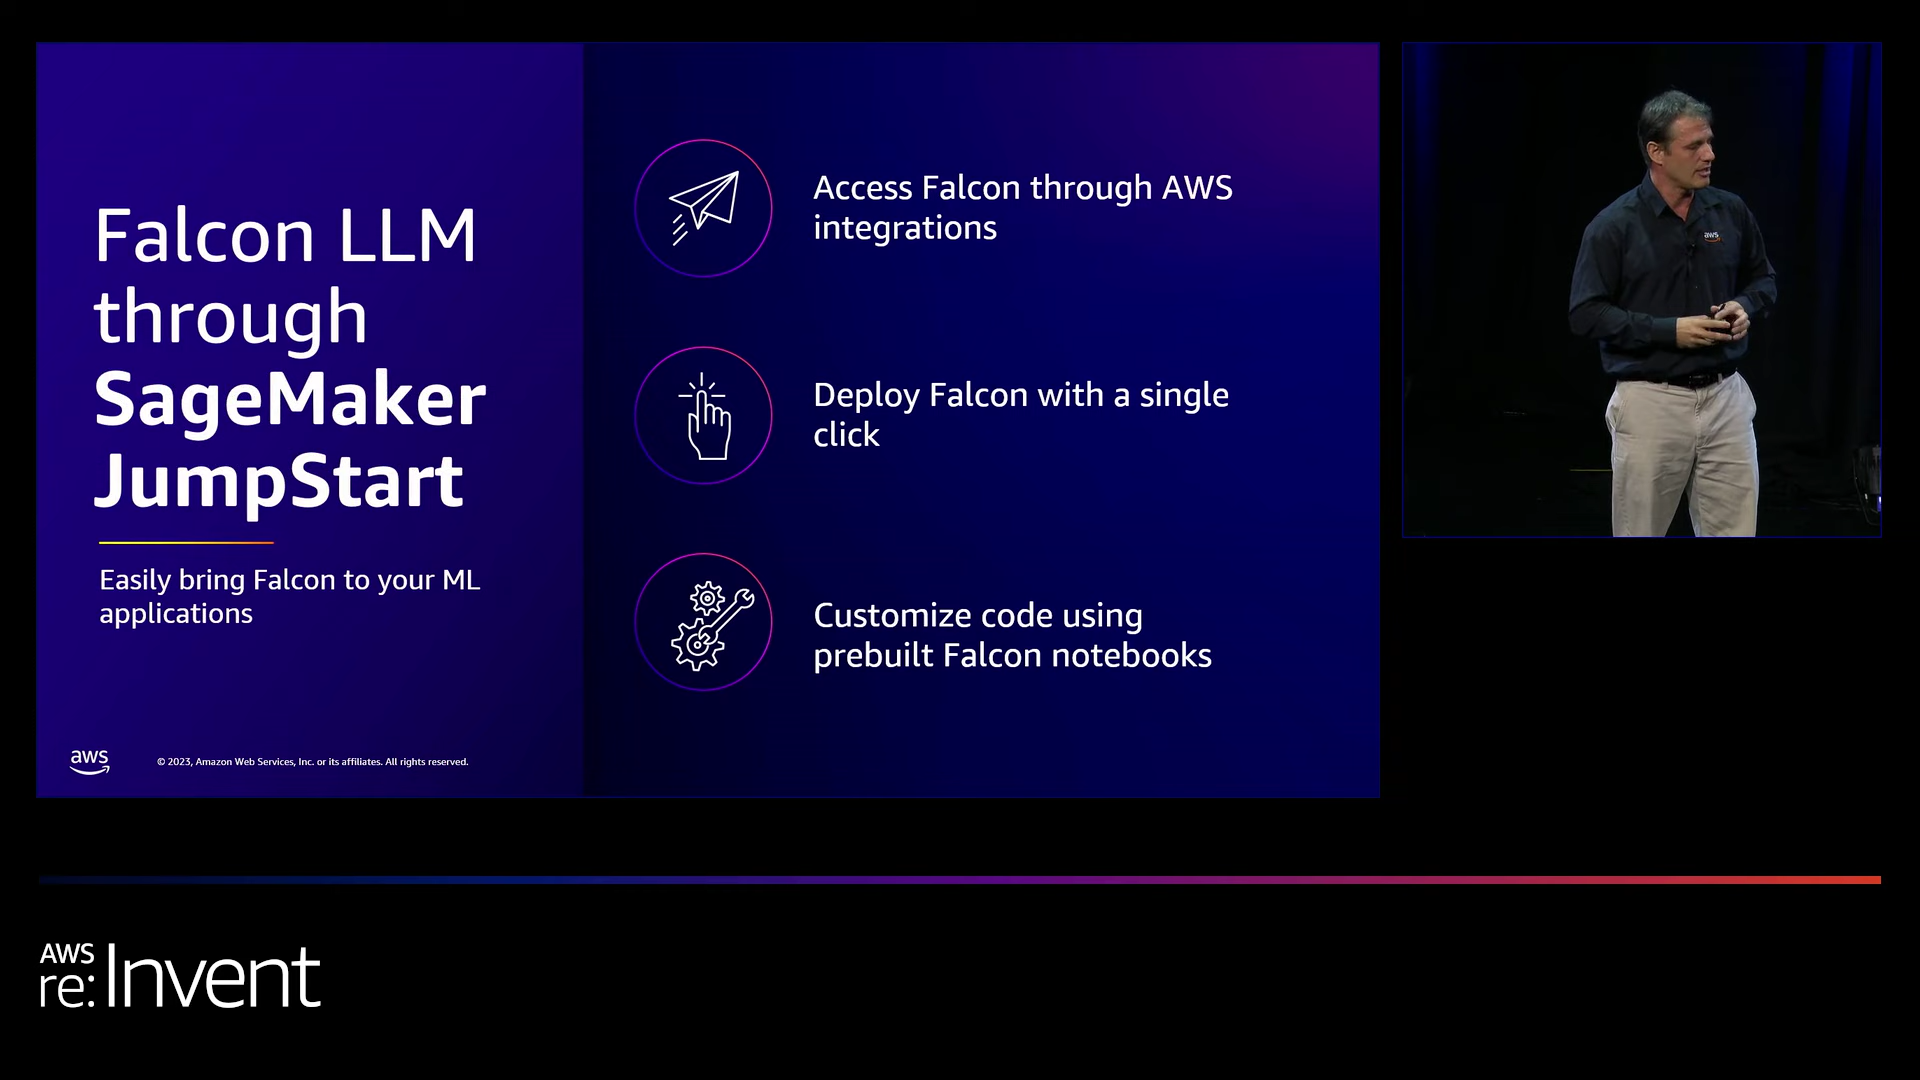 Falcon LLM
through
SageMaker
JumpStart
Easily bring Falcon to your ML
applications
Access Falcon through AWS
integrations
Deploy Falcon with a single
click
Customize code using
prebuilt Falcon notebooks
aws
© 2023, Amazon Web Services, Inc. or its affiliates. All rights reserved.
aws
AWS
re:Invent